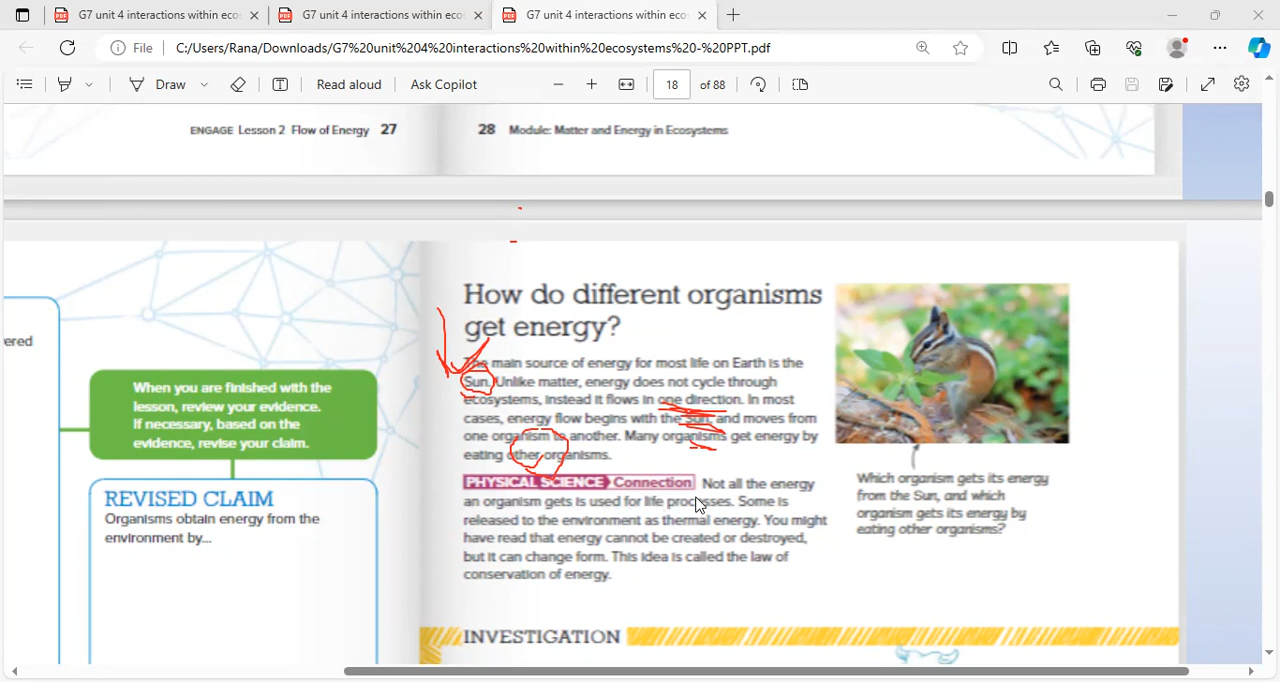 G7 unit 4 interactions within ecos
G7 unit 4 interactions within ecos
G7 unit 4 interactions within ecos
File
C:/Users/Rana/Downloads/G7%20unit%204%20interactions%20within%20ecosystems%20-%20PPT.pdf
Draw
Read aloud
Ask Copilot
18 of 88
ENGAGE Lesson 2 Flow of Energy 27
28 Module: Matter and Energy in Ecosystems
ered
When you are finished with the
lesson, review your evidence.
If necessary, based on the
evidence, revise your claim.
REVISED CLAIM
Organisms obtain energy from the
environment by...
How do different organisms
get energy?
The main source of energy for most life on Earth is the
Sun. Unlike matter, energy does not cycle through
ecosystems, instead it flows in one direction. In most
cases, energy flow begins with the Sun, and moves from
one organism to another. Many organisms get energy by
eating other organisms.
PHYSICAL SCIENCE Connection Not all the energy
an organism gets is used for life processes. Some is
released to the environment as thermal energy. You might
have read that energy cannot be created or destroyed,
but it can change form. This idea is called the law of
conservation of energy.
Which organism gets its energy
from the Sun, and which
organism gets its energy by
eating other organisms?
INVESTIGATION